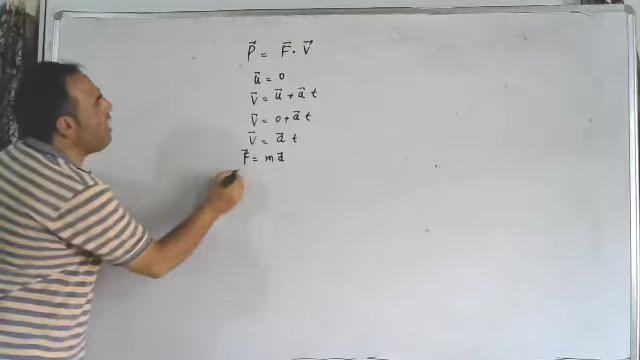 P⃗ = F⃗ . V⃗
u⃗ = 0
V⃗ = u⃗ + a⃗ t
V⃗ = 0 + a⃗ t
V⃗ = a⃗ t
F⃗ = m a⃗